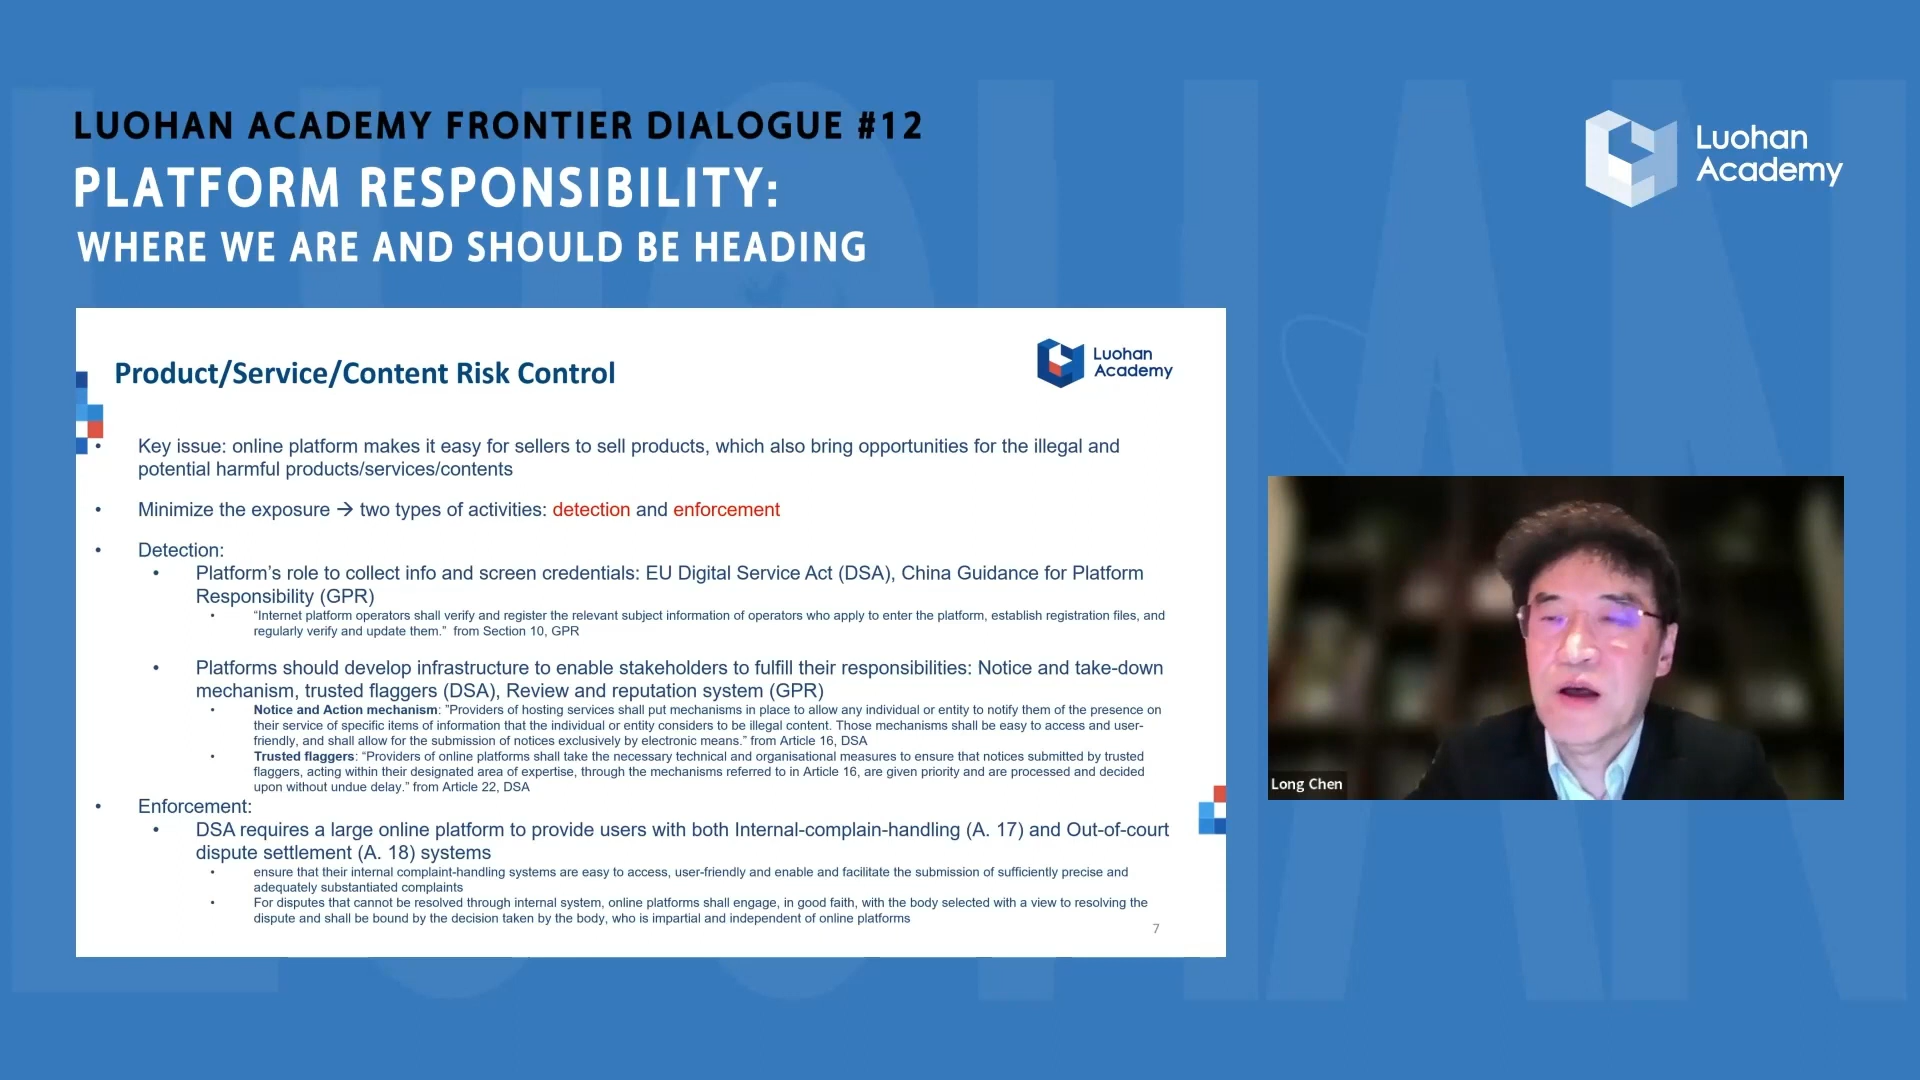 LUOHAN ACADEMY FRONTIER DIALOGUE #12
PLATFORM RESPONSIBILITY:
WHERE WE ARE AND SHOULD BE HEADING
Luohan
Academy
Product/Service/Content Risk Control
Luohan
Academy
• Key issue: online platform makes it easy for sellers to sell products, which also bring opportunities for the illegal and
potential harmful products/services/contents
• Minimize the exposure → two types of activities: detection and enforcement
• Detection:
• Platform’s role to collect info and screen credentials: EU Digital Service Act (DSA), China Guidance for Platform
Responsibility (GPR)
• “Internet platform operators shall verify and register the relevant subject information of operators who apply to enter the platform, establish registration files, and
regularly verify and update them.” from Section 10, GPR
• Platforms should develop infrastructure to enable stakeholders to fulfill their responsibilities: Notice and take-down
mechanism, trusted flaggers (DSA), Review and reputation system (GPR)
• Notice and Action mechanism: ”Providers of hosting services shall put mechanisms in place to allow any individual or entity to notify them of the presence on
their service of specific items of information that the individual or entity considers to be illegal content. Those mechanisms shall be easy to access and user-
friendly, and shall allow for the submission of notices exclusively by electronic means.” from Article 16, DSA
• Trusted flaggers: “Providers of online platforms shall take the necessary technical and organisational measures to ensure that notices submitted by trusted
flaggers, acting within their designated area of expertise, through the mechanisms referred to in Article 16, are given priority and are processed and decided
upon without undue delay.” from Article 22, DSA
• Enforcement:
• DSA requires a large online platform to provide users with both Internal-complain-handling (A. 17) and Out-of-court
dispute settlement (A. 18) systems
• ensure that their internal complaint-handling systems are easy to access, user-friendly and enable and facilitate the submission of sufficiently precise and
adequately substantiated complaints
• For disputes that cannot be resolved through internal system, online platforms shall engage, in good faith, with the body selected with a view to resolving the
dispute and shall be bound by the decision taken by the body, who is impartial and independent of online platforms
7
Long Chen